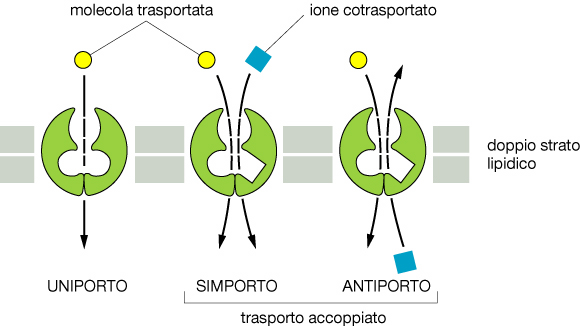 molecola trasportata
ione cotrasportato
doppio strato
lipidico
UNIPORTO
SIMPORTO
ANTIPORTO
trasporto accoppiato